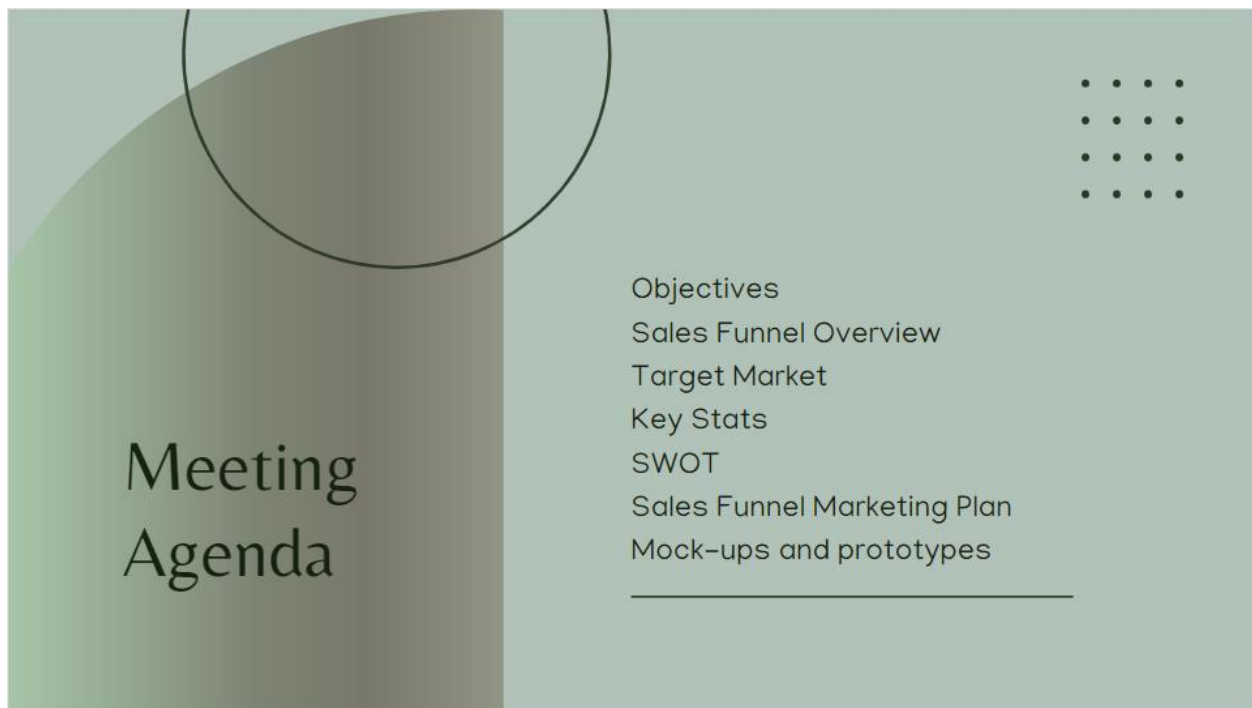 Meeting
Agenda
Objectives
Sales Funnel Overview
Target Market
Key Stats
SWOT
Sales Funnel Marketing Plan
Mock-ups and prototypes